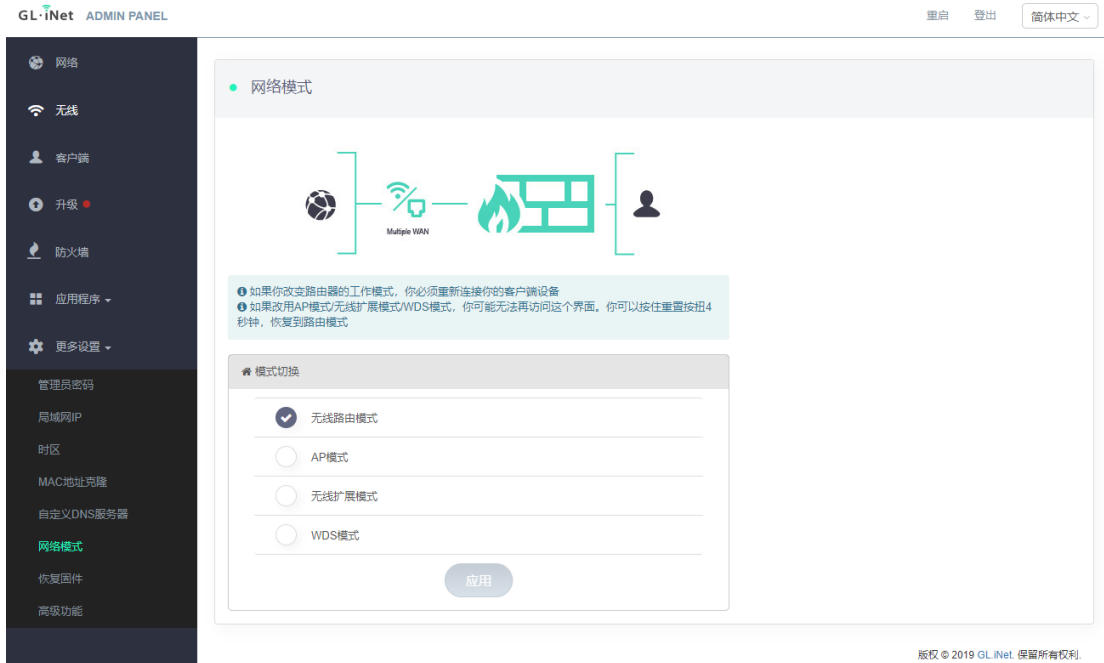 GL·iNet ADMIN PANEL
重启 登出 简体中文
网络
无线
客户端
升级
防火墙
应用程序
更多设置
管理员密码
局域网IP
时区
MAC地址克隆
自定义DNS服务器
网络模式
恢复固件
高级功能
网络模式
Multiple WAN
如果你改变路由器的工作模式，你必须重新连接你的客户端设备
如果改用AP模式/无线扩展模式/WDS模式，你可能无法再访问这个界面。你可以按住重置按扭4
秒钟，恢复到路由模式
模式切换
无线路由模式
AP模式
无线扩展模式
WDS模式
应用
版权 © 2019 GL.iNet. 保留所有权利.